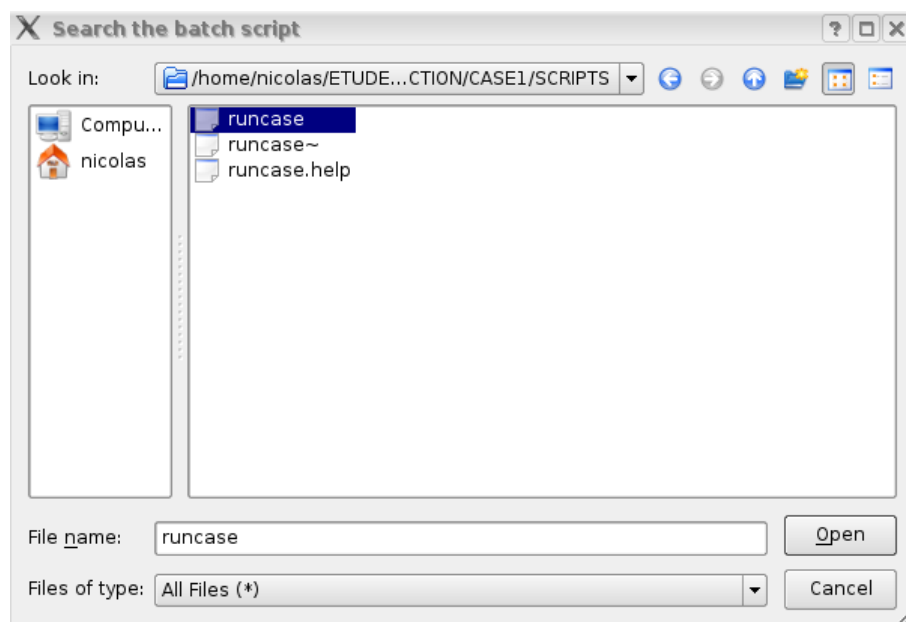 Search the batch script
Look in: /home/nicolas/ETUDE...CTION/CASE1/SCRIPTS
Compu...
nicolas
runcase
runcase~
runcase.help
File name: runcase Open
Files of type: All Files (*) Cancel